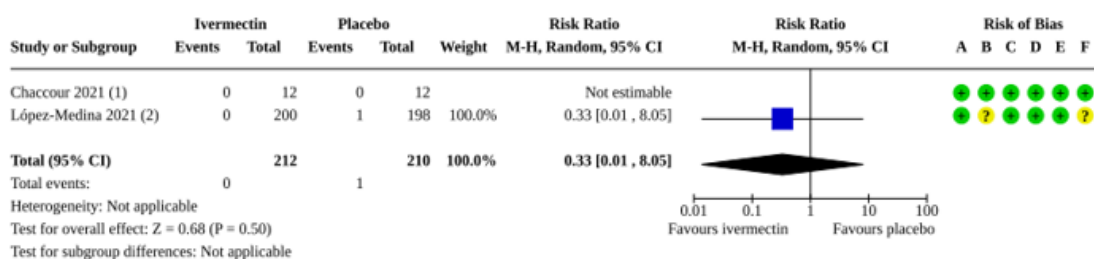 Ivermectin Placebo Risk Ratio Risk Ratio Risk of Bias
Study or Subgroup Events Total Events Total Weight M-H, Random, 95% CI M-H, Random, 95% CI A B C D E F
Chaccour 2021 (1) 0 12 0 12 Not estimable + + + + + +
López-Medina 2021 (2) 0 200 1 198 100.0% 0.33 [0.01 , 8.05] + ? + + + ?
Total (95% CI) 212 210 100.0% 0.33 [0.01 , 8.05]
Total events: 0 1
Heterogeneity: Not applicable 0.01 0.1 1 10 100
Test for overall effect: Z = 0.68 (P = 0.50) Favours ivermectin Favours placebo
Test for subgroup differences: Not applicable